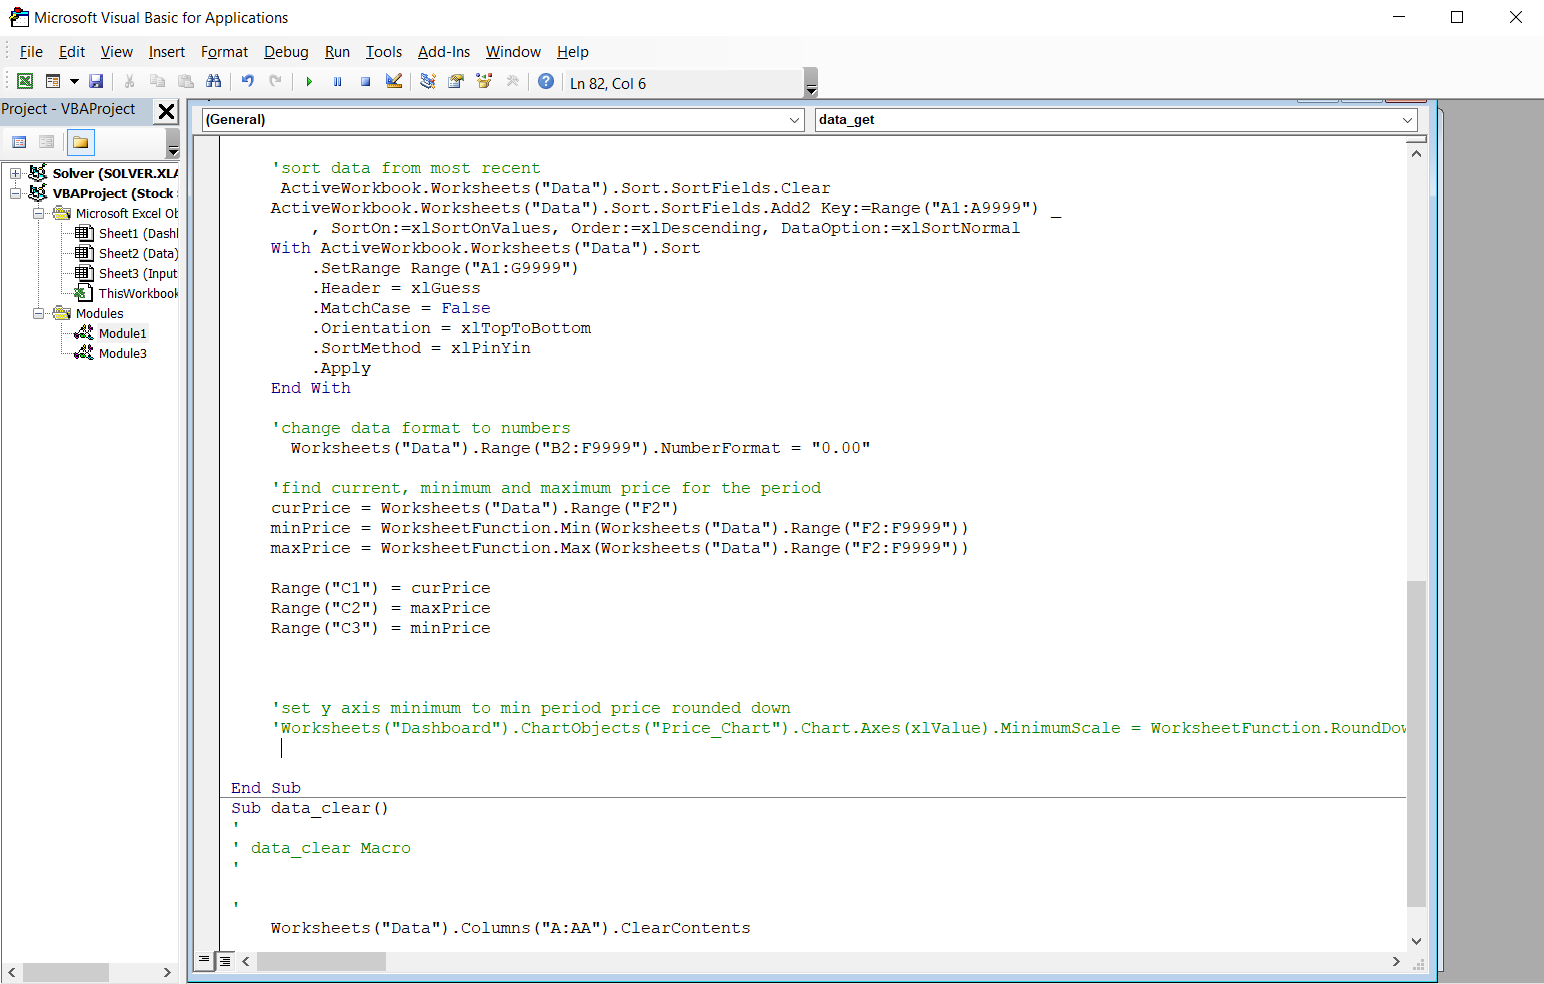 Microsoft Visual Basic for Applications
File Edit View Insert Format Debug Run Tools Add-Ins Window Help
Ln 82, Col 6
Project - VBAProject
(General)
data_get
Solver (SOLVER.XLA
VBAProject (Stock
Microsoft Excel Ob
Sheet1 (Dashl
Sheet2 (Data)
Sheet3 (Input
ThisWorkbook
Modules
Module1
Module3
'sort data from most recent
ActiveWorkbook.Worksheets("Data").Sort.SortFields.Clear
ActiveWorkbook.Worksheets("Data").Sort.SortFields.Add2 Key:=Range("A1:A9999") _
, SortOn:=xlSortOnValues, Order:=xlDescending, DataOption:=xlSortNormal
With ActiveWorkbook.Worksheets("Data").Sort
.SetRange Range("A1:G9999")
.Header = xlGuess
.MatchCase = False
.Orientation = xlTopToBottom
.SortMethod = xlPinYin
.Apply
End With
'change data format to numbers
Worksheets("Data").Range("B2:F9999").NumberFormat = "0.00"
'find current, minimum and maximum price for the period
curPrice = Worksheets("Data").Range("F2")
minPrice = WorksheetFunction.Min(Worksheets("Data").Range("F2:F9999"))
maxPrice = WorksheetFunction.Max(Worksheets("Data").Range("F2:F9999"))
Range("C1") = curPrice
Range("C2") = maxPrice
Range("C3") = minPrice
'set y axis minimum to min period price rounded down
'Worksheets("Dashboard").ChartObjects("Price_Chart").Chart.Axes(xlValue).MinimumScale = WorksheetFunction.RoundDow
End Sub
Sub data_clear()
'
' data_clear Macro
'
'
Worksheets("Data").Columns("A:AA").ClearContents